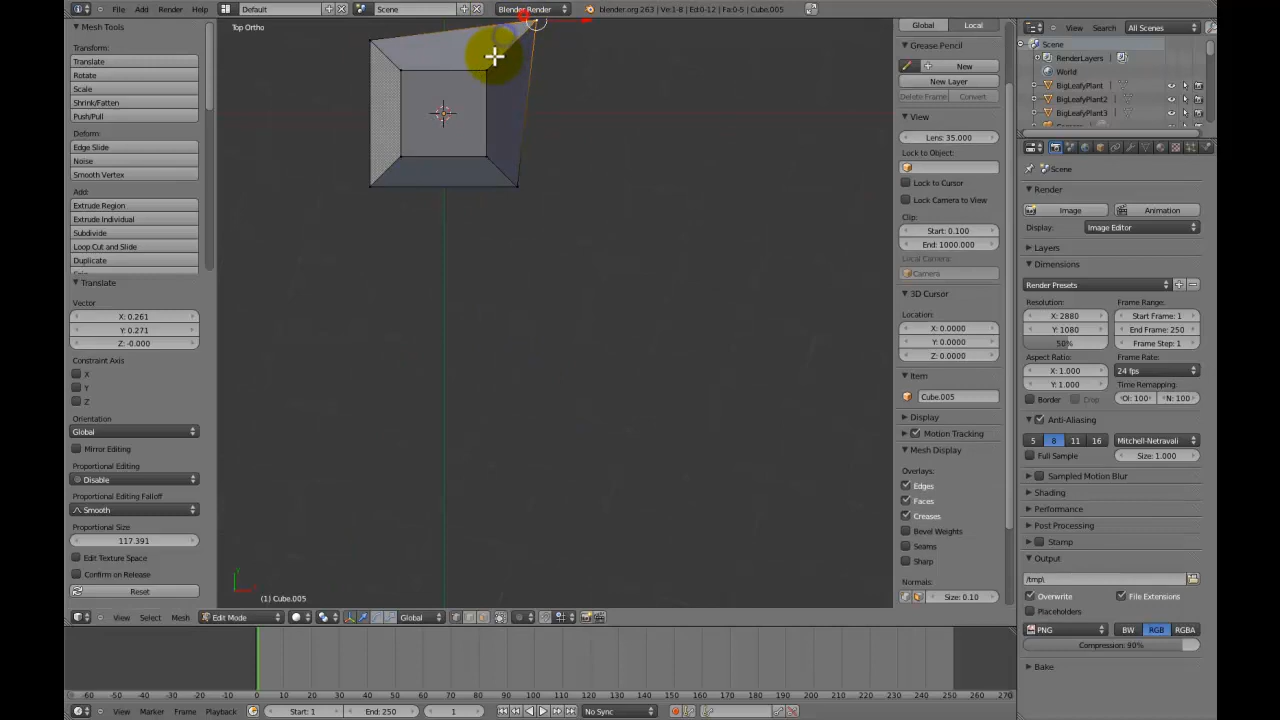 File Add Render Help Default Scene Blender Render blender.org 263 | Ve:1-8 | Ed:0-12 | Fa:0-5 | Cube.005
Mesh Tools
Transform:
Translate
Rotate
Scale
Shrink/Fatten
Push/Pull
Deform:
Edge Slide
Noise
Smooth Vertex
Add:
Extrude Region
Extrude Individual
Subdivide
Loop Cut and Slide
Duplicate
Translate
Vector
X: 0.261
Y: 0.271
Z: -0.000
Constraint Axis
X
Y
Z
Orientation
Global
Mirror Editing
Proportional Editing
Disable
Proportional Editing Falloff
Smooth
Proportional Size
117.391
Edit Texture Space
Confirm on Release
Reset
Top Ortho
(1) Cube.005
View Select Mesh Edit Mode Global
Global Local
Grease Pencil
New
New Layer
Delete Frame Convert
View
Lens: 35.000
Lock to Object:
Lock to Cursor
Lock Camera to View
Clip:
Start: 0.100
End: 1000.000
Local Camera:
Camera
3D Cursor
Location:
X: 0.0000
Y: 0.0000
Z: 0.0000
Item
Cube.005
Display
Motion Tracking
Mesh Display
Overlays:
Edges
Faces
Creases
Bevel Weights
Seams
Sharp
Normals:
Size: 0.10
View Search All Scenes
Scene
RenderLayers
World
BigLeafyPlant
BigLeafyPlant2
BigLeafyPlant3
Scene
Render
Image Animation
Display: Image Editor
Layers
Dimensions
Render Presets
Resolution: Frame Range:
X: 2880 Start Frame: 1
Y: 1080 End Frame: 250
50% Frame Step: 1
Aspect Ratio: Frame Rate:
X: 1.000 24 fps
Y: 1.000 Time Remapping:
Border Crop Ol: 100 N: 100
Anti-Aliasing
5 8 11 16 Mitchell-Netravali
Full Sample Size: 1.000
Sampled Motion Blur
Shading
Performance
Post Processing
Stamp
Output
/tmp\
Overwrite File Extensions
Placeholders
PNG BW RGB RGBA
Compression: 90%
Bake
-60 -50 -40 -30 -20 -10 0 10 20 30 40 50 60 70 80 90 100 110 120 130 140 150 160 170 180 190 200 210 220 230 240 250 260 270
View Marker Frame Playback Start: 1 End: 250 1 No Sync